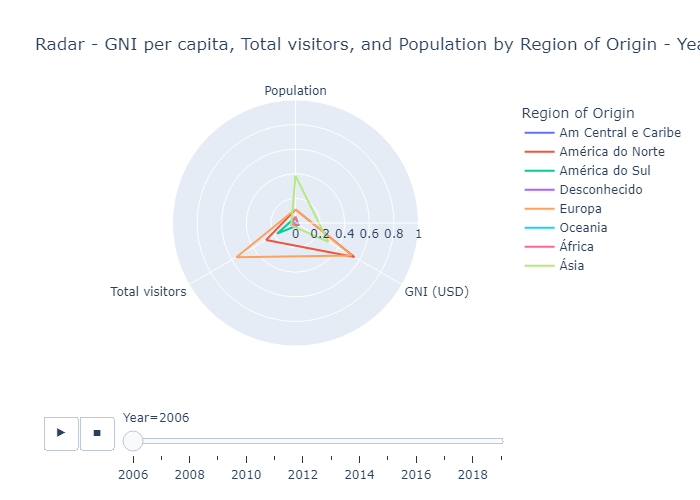 Radar - GNI per capita, Total visitors, and Population by Region of Origin - Yea
Population
Region of Origin
Am Central e Caribe
América do Norte
América do Sul
Desconhecido
Europa
Oceania
África
Ásia
0 0.2 0.4 0.6 0.8 1
Total visitors
GNI (USD)
Year=2006
2006 2008 2010 2012 2014 2016 2018